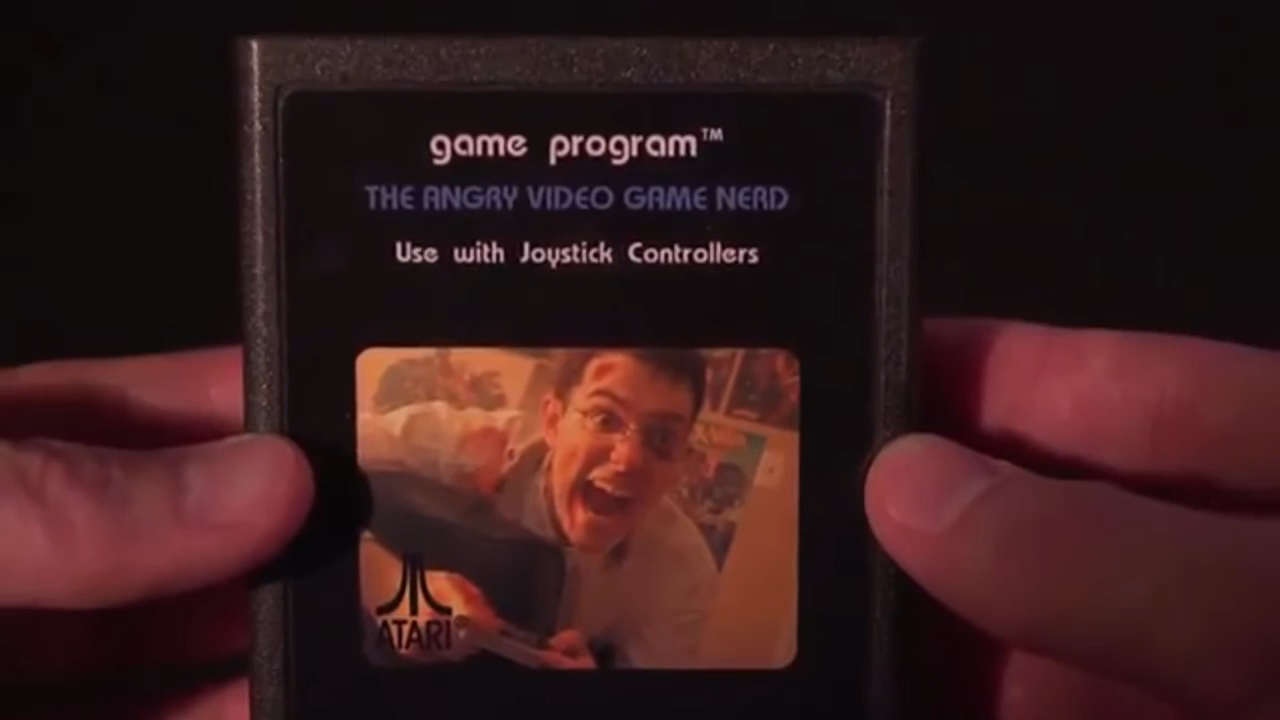 game program™
THE ANGRY VIDEO GAME NERD
Use with Joystick Controllers
ATARI®